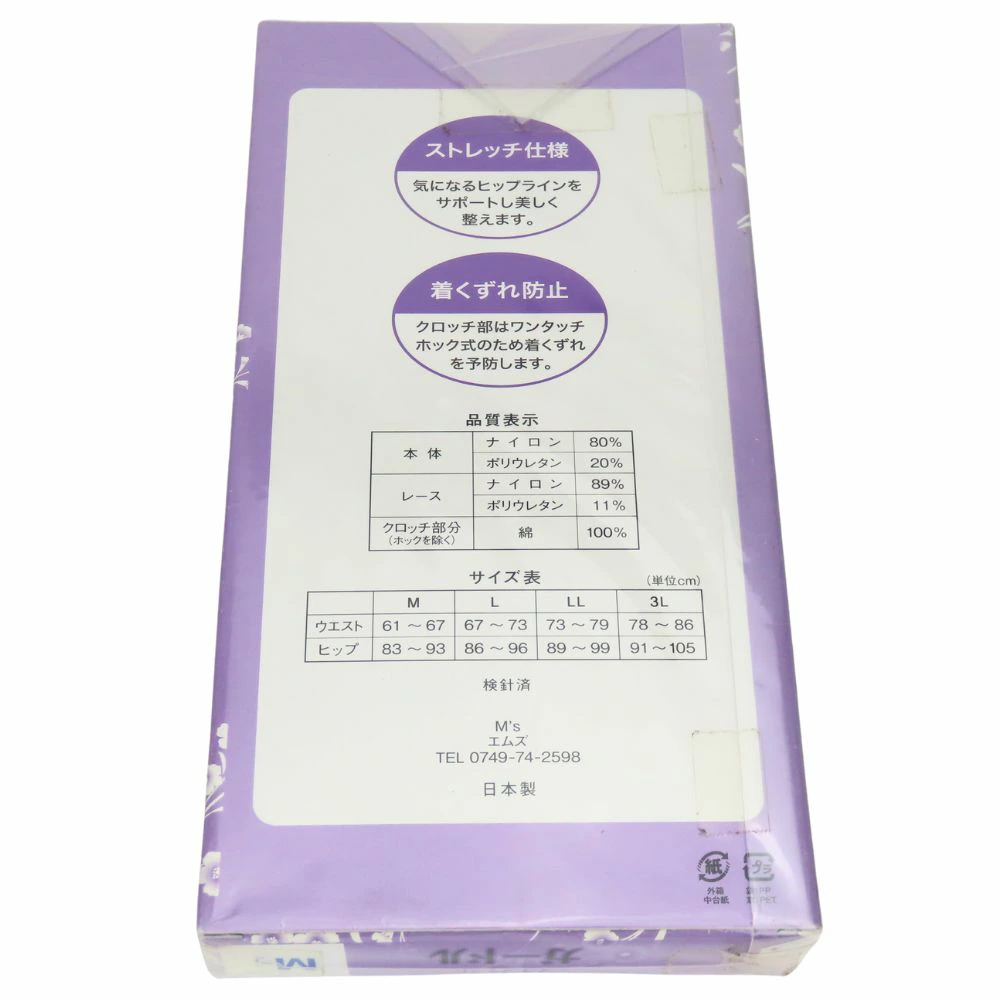 ストレッチ仕様
気になるヒップラインを
サポートし美しく
整えます。
着くずれ防止
クロッチ部はワンタッチ
ホック式のため着くずれ
を予防します。
品質表示
本体 ナイロン 80%
ポリウレタン 20%
レース ナイロン 89%
ポリウレタン 11%
クロッチ部分
(ホックを除く) 綿 100%
サイズ表 (単位cm)
M L LL 3L
ウエスト 61～67 67～73 73～79 78～86
ヒップ 83～93 86～96 89～99 91～105
検針済
M's
エムズ
TEL 0749-74-2598
日本製
紙 プラ
外箱
中台紙
ガードル